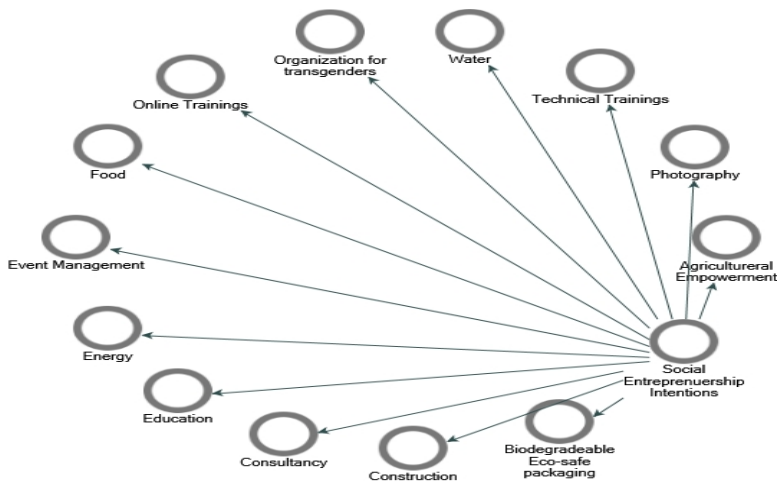 Organization for
transgenders
Water
Online Trainings
Technical Trainings
Food
Photography
Event Management
Agricultureral
Empowerment
Energy
Social
Entreprenuership
Intentions
Education
Consultancy
Construction
Biodegradeable
Eco-safe
packaging